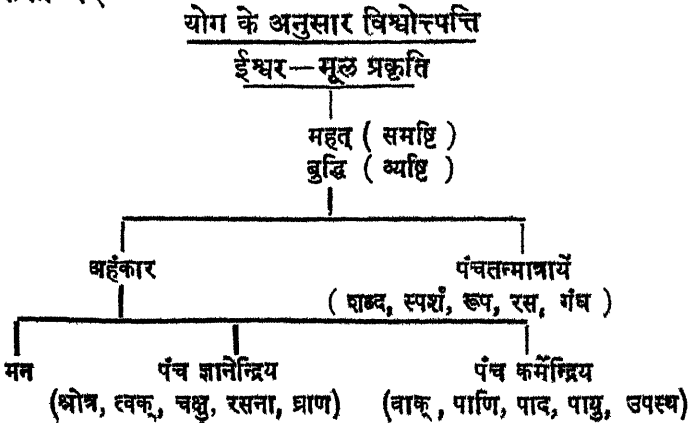 योग के अनुसार विश्वोत्त्पत्ति
ईश्वर—मूल प्रकृति
महत् ( समष्टि )
बुद्धि ( व्यष्टि )
अहंकार पंचतन्मात्रायें
( शब्द, स्पर्श, रूप, रस, गंध )
मन पंच ज्ञानेन्द्रिय पंच कर्मेन्द्रिय
(श्रोत्र, त्वक्, चक्षु, रसना, घ्राण) (वाक्, पाणि, पाद, पायु, उपस्थ)